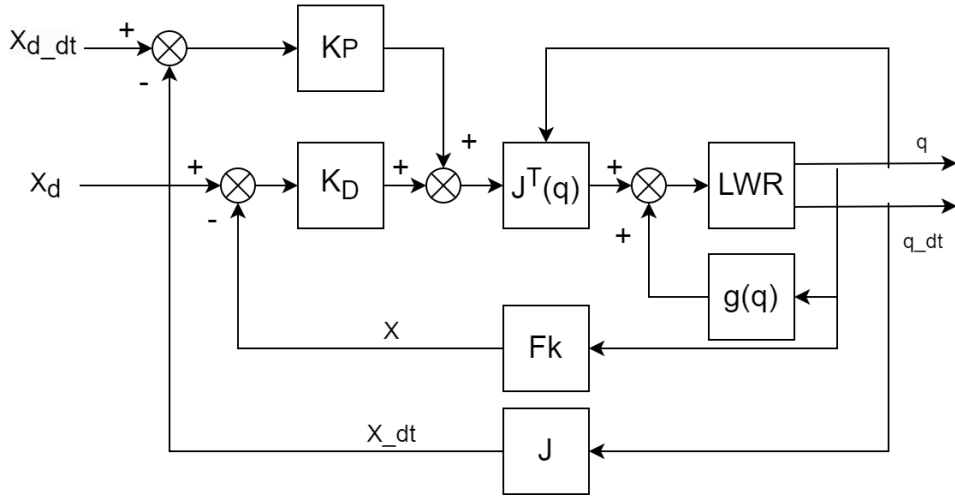 X_d_dt
+
-
K_P
+
X_d
+
-
K_D
+
J^T(q)
+
+
LWR
q
q_dt
g(q)
X
Fk
X_dt
J